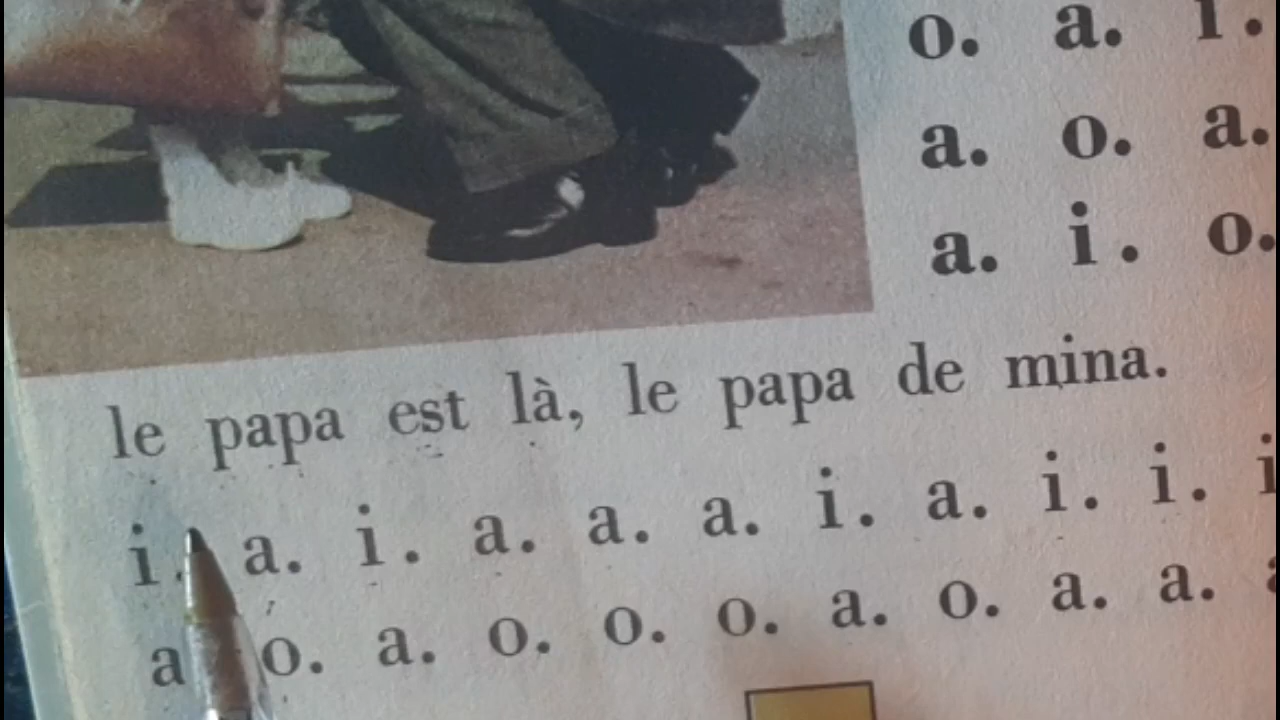 o. a. i.
a. o. a.
a. i. o.
le papa est là, le papa de mina.
i. a. i. a. a. a. i. a. i. i. i
a o. a. o. o. o. a. o. a. a.